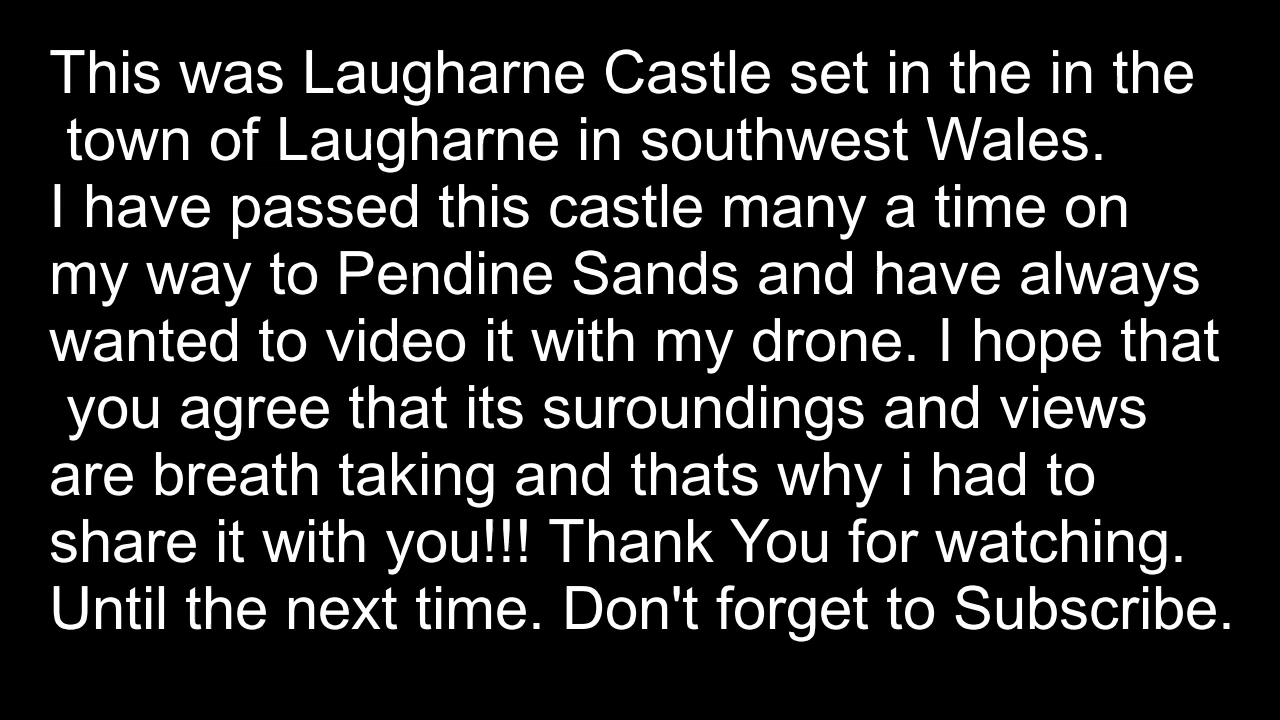 This was Laugharne Castle set in the in the
town of Laugharne in southwest Wales.
I have passed this castle many a time on
my way to Pendine Sands and have always
wanted to video it with my drone. I hope that
you agree that its suroundings and views
are breath taking and thats why i had to
share it with you!!! Thank You for watching.
Until the next time. Don't forget to Subscribe.